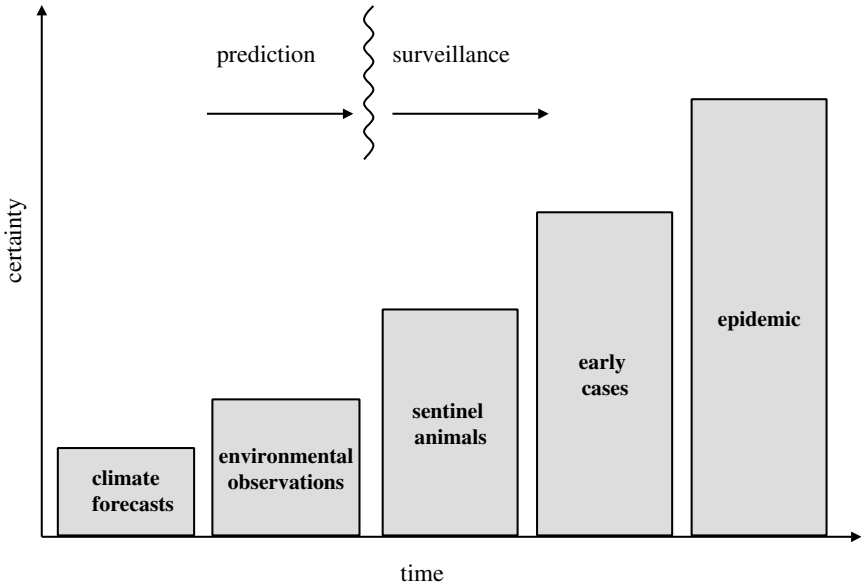 prediction
surveillance
certainty
climate
forecasts
environmental
observations
sentinel
animals
early
cases
epidemic
time